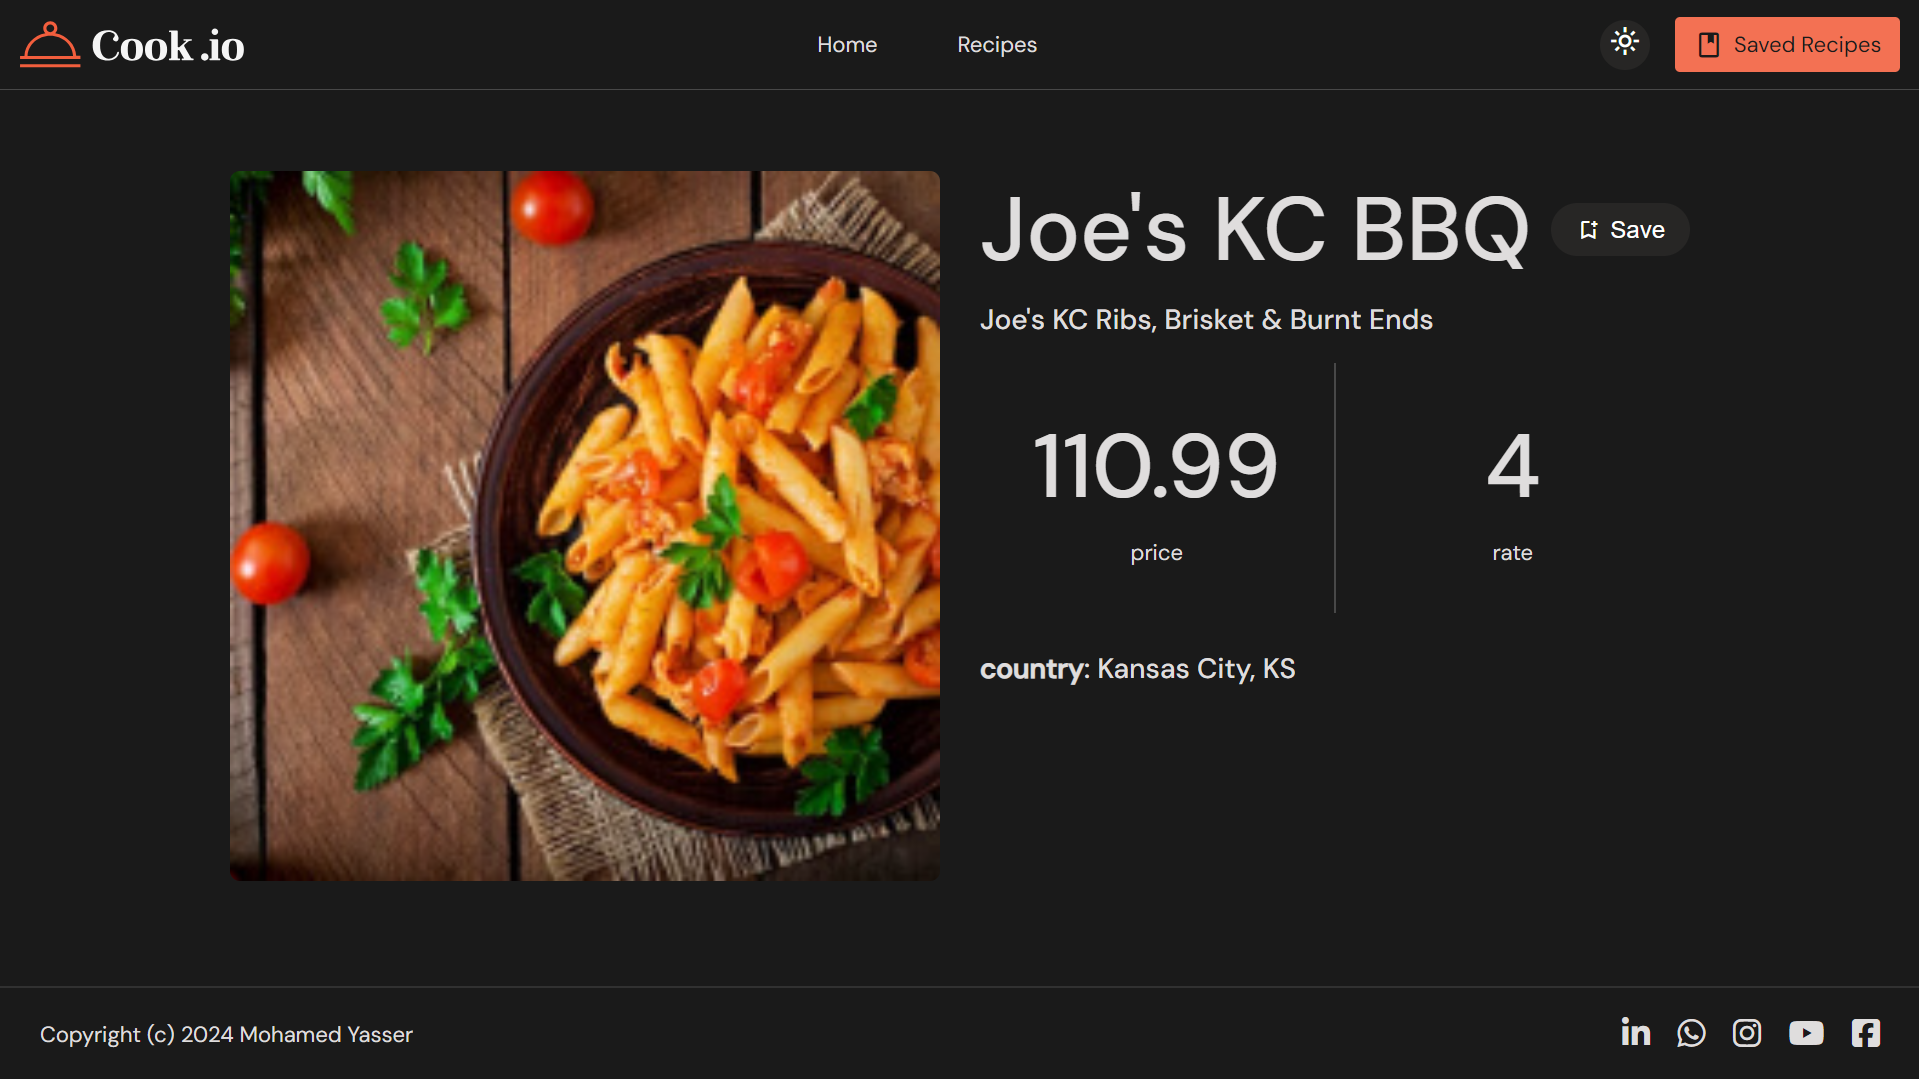 Cook.io
Home
Recipes
Saved Recipes
Joe's KC BBQ
Save
Joe's KC Ribs, Brisket & Burnt Ends
110.99
4
price
rate
country: Kansas City, KS
Copyright (c) 2024 Mohamed Yasser